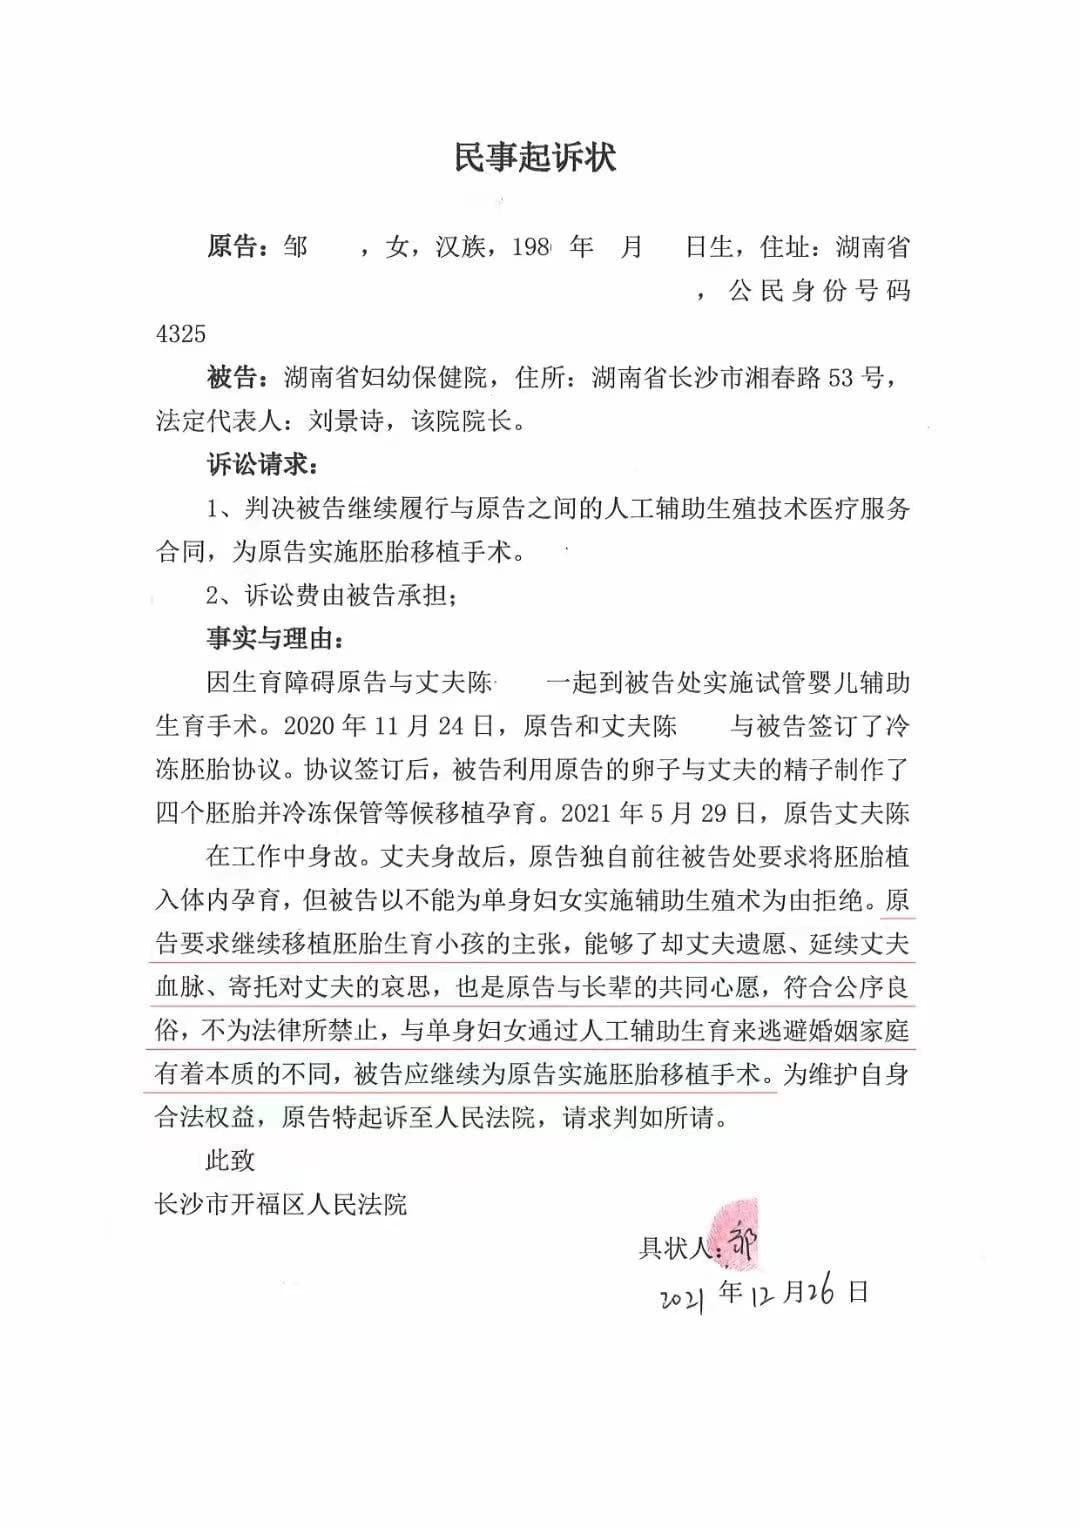 民事起诉状
原告：邹 ，女，汉族，198 年 月 日生，住址：湖南省
，公民身份号码
4325
被告：湖南省妇幼保健院，住所：湖南省长沙市湘春路 53 号，
法定代表人：刘景诗，该院院长。
诉讼请求：
1、判决被告继续履行与原告之间的人工辅助生殖技术医疗服务
合同，为原告实施胚胎移植手术。
2、诉讼费由被告承担；
事实与理由：
因生育障碍原告与丈夫陈 一起到被告处实施试管婴儿辅助
生育手术。2020 年 11 月 24 日，原告和丈夫陈 与被告签订了冷
冻胚胎协议。协议签订后，被告利用原告的卵子与丈夫的精子制作了
四个胚胎并冷冻保管等候移植孕育。2021 年 5 月 29 日，原告丈夫陈
在工作中身故。丈夫身故后，原告独自前往被告处要求将胚胎植
入体内孕育，但被告以不能为单身妇女实施辅助生殖术为由拒绝。原
告要求继续移植胚胎生育小孩的主张，能够了却丈夫遗愿、延续丈夫
血脉、寄托对丈夫的哀思，也是原告与长辈的共同心愿，符合公序良
俗，不为法律所禁止，与单身妇女通过人工辅助生育来逃避婚姻家庭
有着本质的不同，被告应继续为原告实施胚胎移植手术。为维护自身
合法权益，原告特起诉至人民法院，请求判如所请。
此致
长沙市开福区人民法院
具状人：邹
2021 年 12 月 26 日